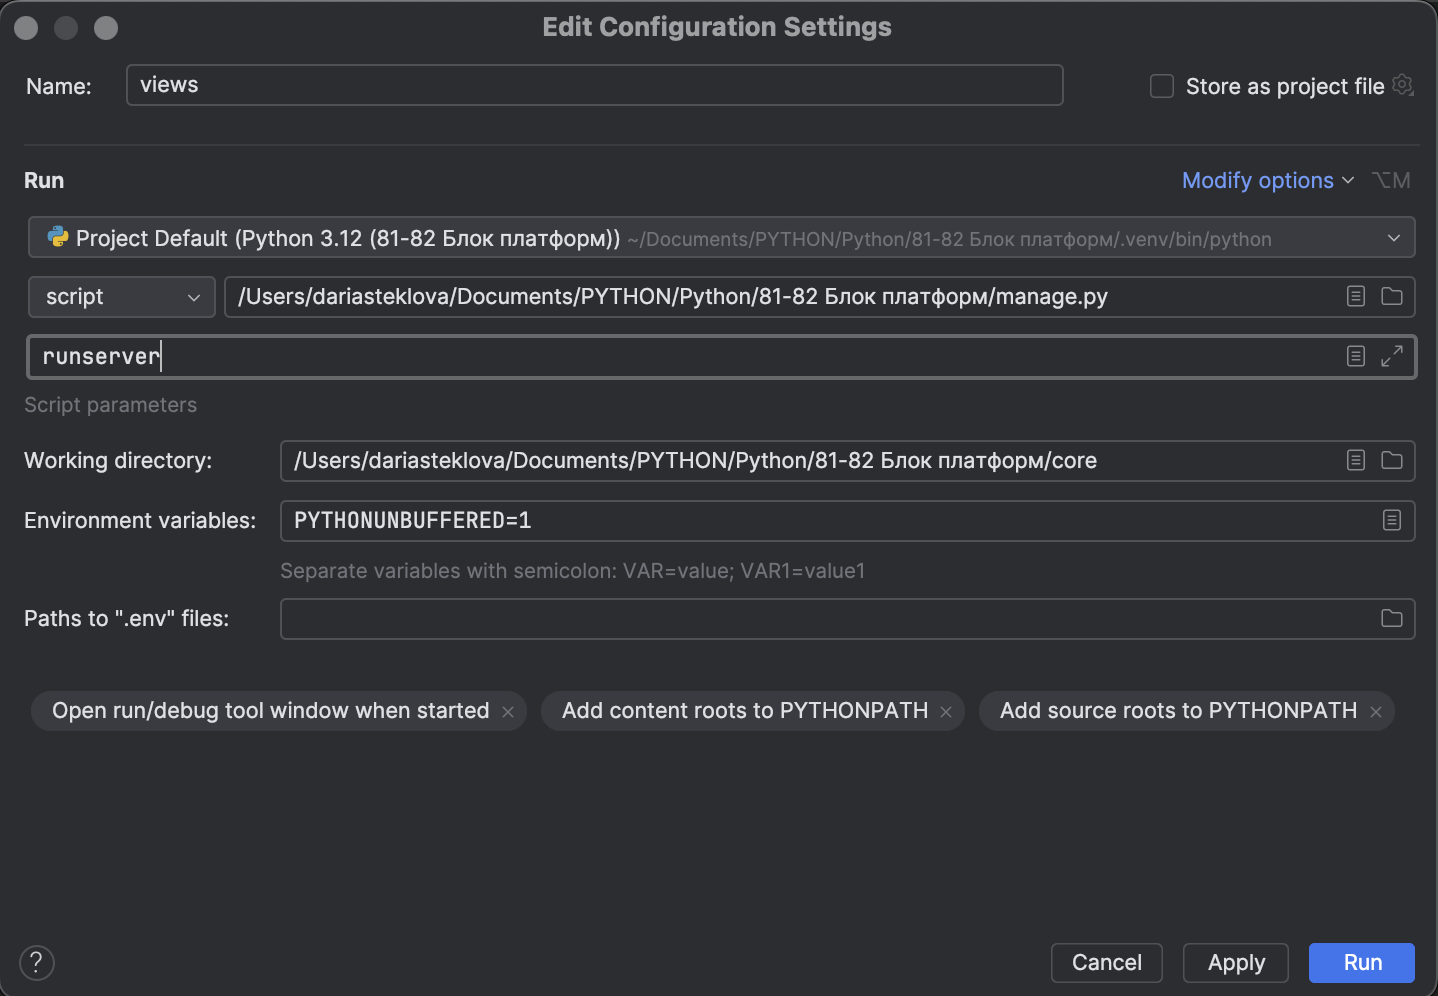 Edit Configuration Settings
Name: views Store as project file
Run Modify options ⌥M
Project Default (Python 3.12 (81-82 Блок платформ)) ~/Documents/PYTHON/Python/81-82 Блок платформ/.venv/bin/python
script /Users/dariasteklova/Documents/PYTHON/Python/81-82 Блок платформ/manage.py
runserver
Script parameters
Working directory: /Users/dariasteklova/Documents/PYTHON/Python/81-82 Блок платформ/core
Environment variables: PYTHONUNBUFFERED=1
Separate variables with semicolon: VAR=value; VAR1=value1
Paths to ".env" files:
Open run/debug tool window when started × Add content roots to PYTHONPATH × Add source roots to PYTHONPATH ×
? Cancel Apply Run